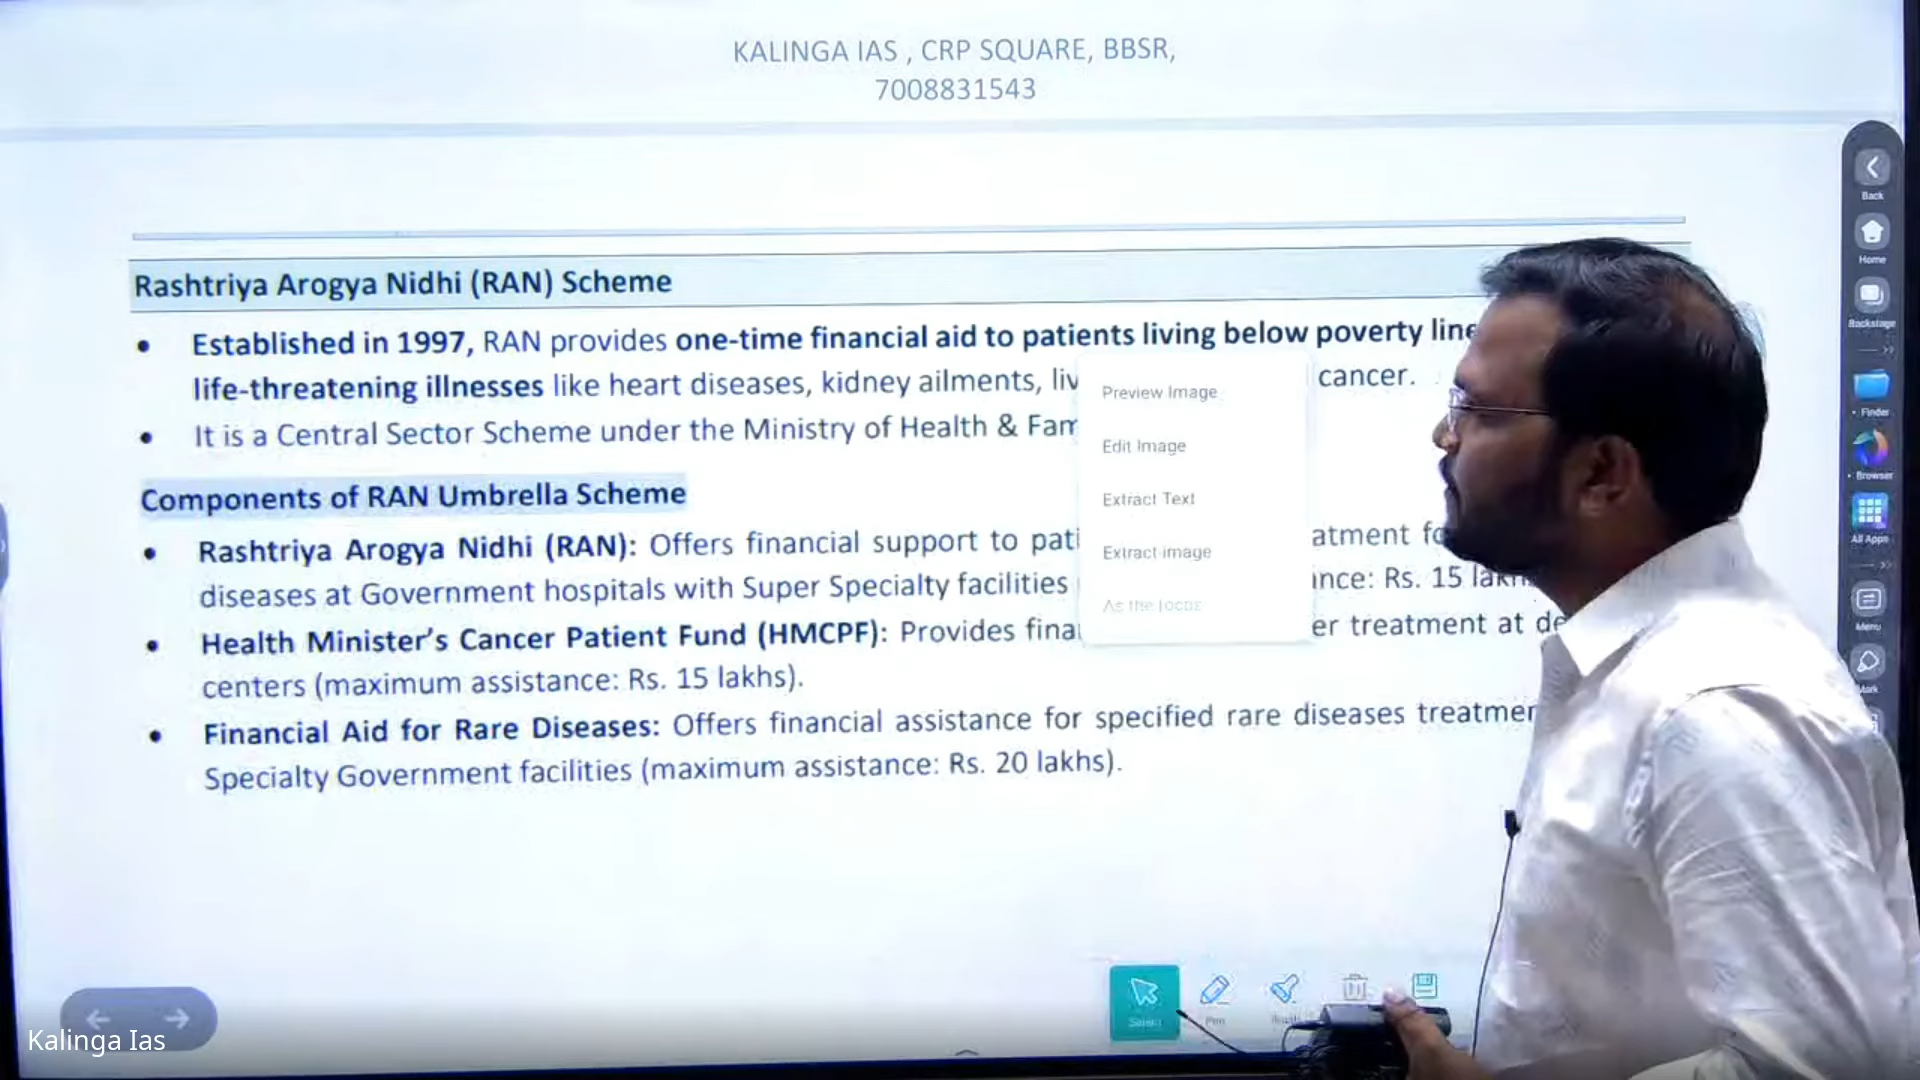 KALINGA IAS , CRP SQUARE, BBSR,
7008831543
Rashtriya Arogya Nidhi (RAN) Scheme
• Established in 1997, RAN provides one-time financial aid to patients living below poverty line
life-threatening illnesses like heart diseases, kidney ailments, liv cancer.
• It is a Central Sector Scheme under the Ministry of Health & Fam
Components of RAN Umbrella Scheme
• Rashtriya Arogya Nidhi (RAN): Offers financial support to pati atment fo
diseases at Government hospitals with Super Specialty facilities nce: Rs. 15 lakh
• Health Minister's Cancer Patient Fund (HMCPF): Provides fina er treatment at de
centers (maximum assistance: Rs. 15 lakhs).
• Financial Aid for Rare Diseases: Offers financial assistance for specified rare diseases treatmen
Specialty Government facilities (maximum assistance: Rs. 20 lakhs).
Preview Image
Edit Image
Extract Text
Extract image
As the focus
Back
Home
Backstage
Finder
Browser
All Apps
Menu
Mark
Select
Pen
Kalinga Ias